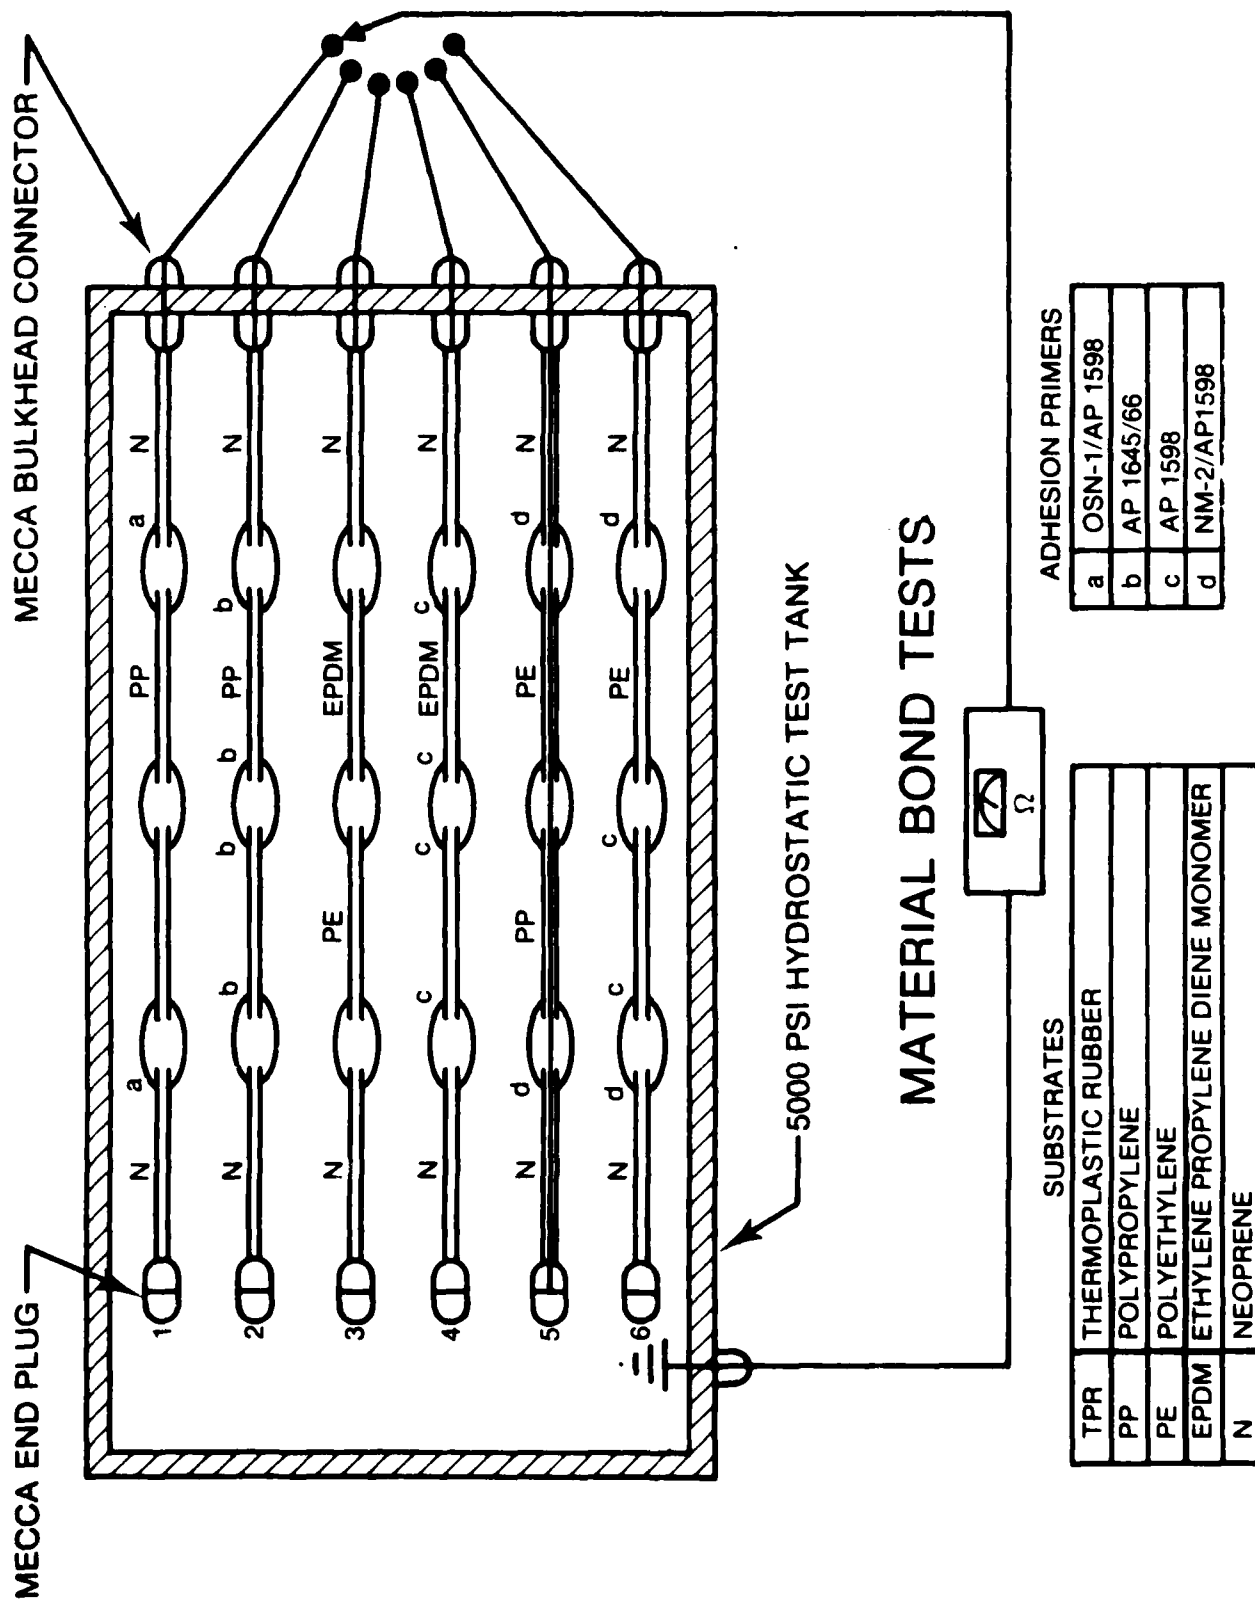 MECCA END PLUG
MECCA BULKHEAD CONNECTOR
1 N a PP a N
2 N b b b PP b N
3 N PE EPDM N
4 N c c c EPDM c N
5 N d PP PE d N
6 N d c c PE d N
5000 PSI HYDROSTATIC TEST TANK
MATERIAL BOND TESTS
Ω
SUBSTRATES
TPR THERMOPLASTIC RUBBER
PP POLYPROPYLENE
PE POLYETHYLENE
EPDM ETHYLENE PROPYLENE DIENE MONOMER
N NEOPRENE
ADHESION PRIMERS
a OSN-1/AP 1598
b AP 1645/66
c AP 1598
d NM-2/AP1598